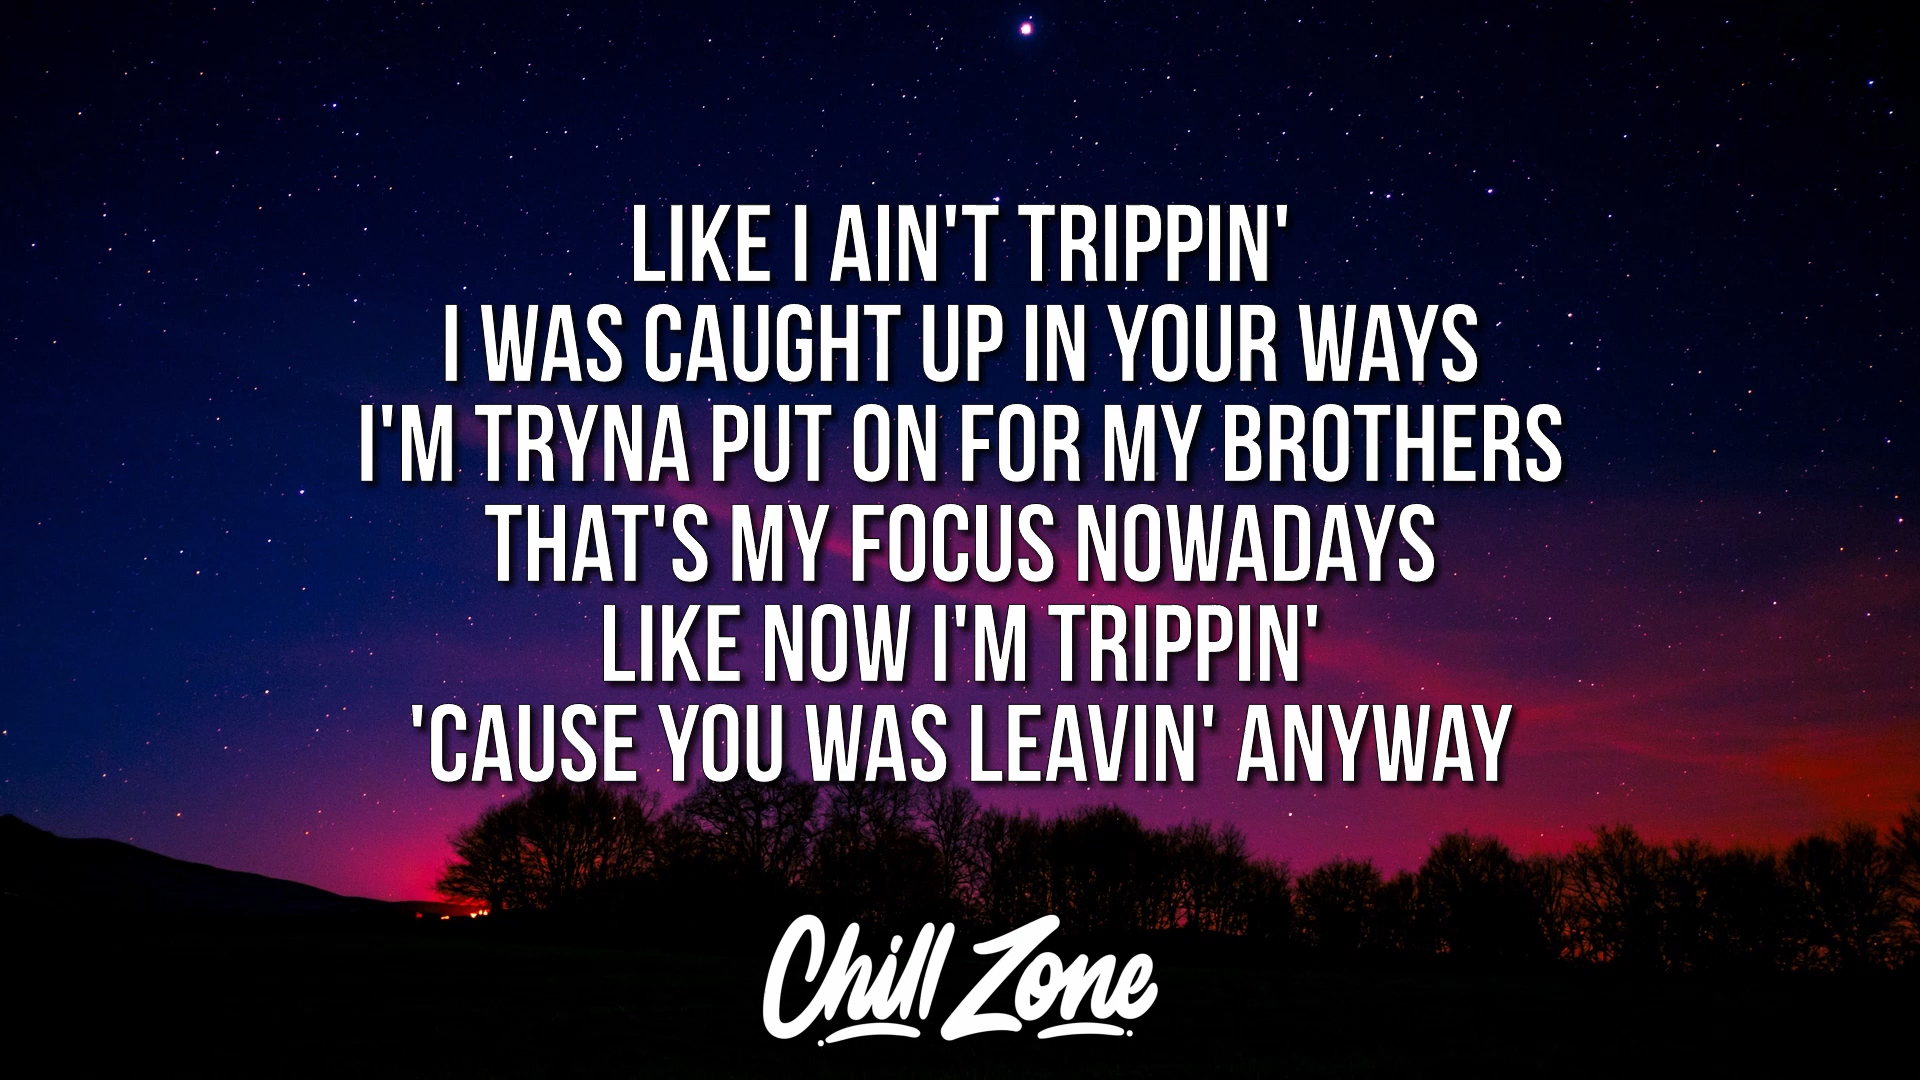 LIKE I AIN'T TRIPPIN'
I WAS CAUGHT UP IN YOUR WAYS
I'M TRYNA PUT ON FOR MY BROTHERS
THAT'S MY FOCUS NOWADAYS
LIKE NOW I'M TRIPPIN'
'CAUSE YOU WAS LEAVIN' ANYWAY
Chill Zone